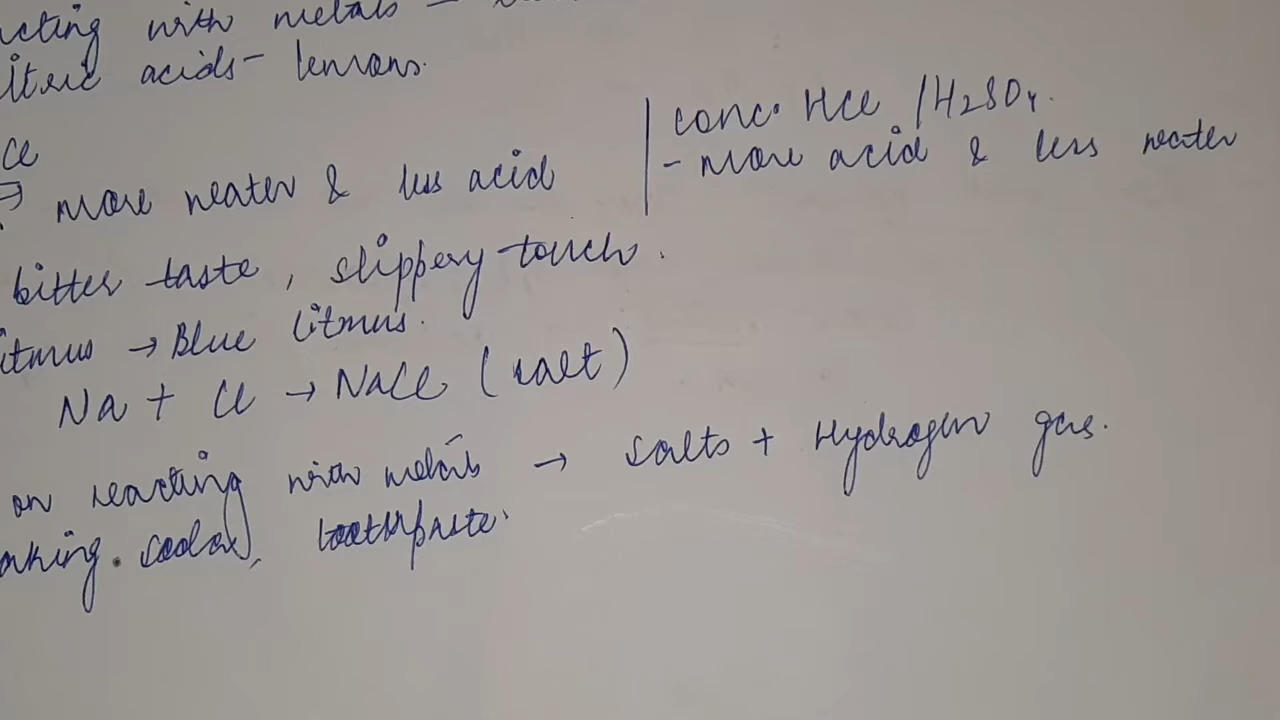 acting with metals -
itric acids - lemons.
Cl
conc. HCl / H₂SO₄.
→ more water & less acid
- more acid & less water
bitter taste, slippery touch.
itmus → Blue litmus.
Na + Cl → NaCl (salt)
on reacting with metals → salts + Hydrogen gas.
aking soda, toothpaste.